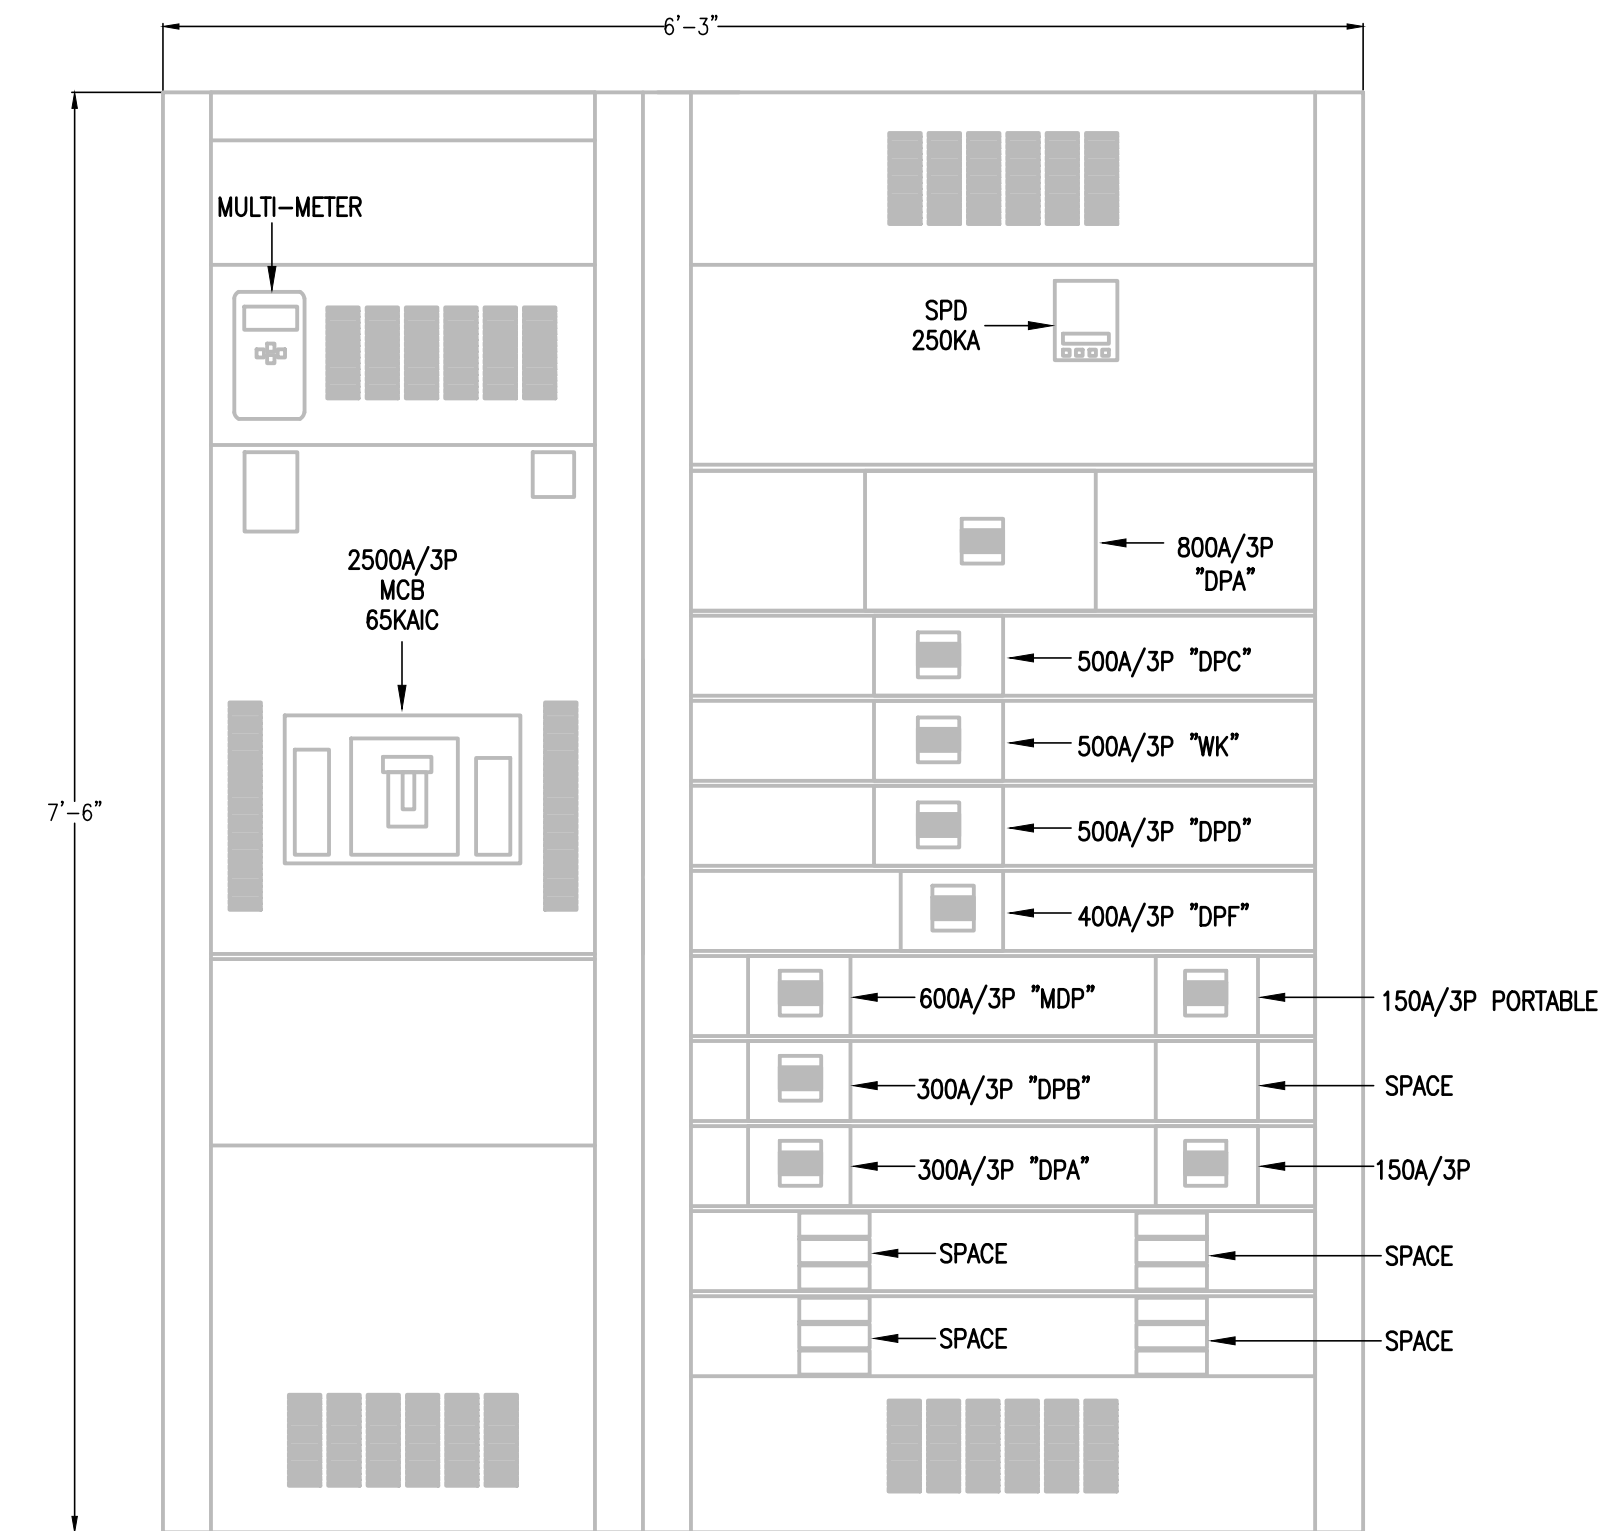 6'-3"
MULTI-METER
SPD
250KA
2500A/3P
MCB
65KAIC
800A/3P
"DPA"
500A/3P "DPC"
500A/3P "WK"
7'-6"
500A/3P "DPD"
400A/3P "DPF"
600A/3P "MDP"
150A/3P PORTABLE
300A/3P "DPB"
SPACE
300A/3P "DPA"
150A/3P
SPACE
SPACE
SPACE
SPACE